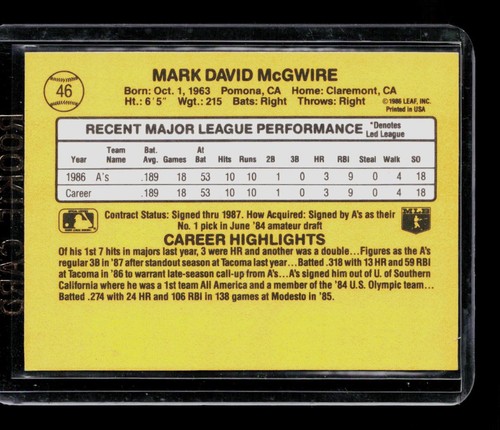 46
MARK DAVID McGWIRE
Born: Oct. 1, 1963 Pomona, CA Home: Claremont, CA
Ht.: 6'5" Wgt.: 215 Bats: Right Throws: Right
©1986 LEAF, INC.
Printed in USA
RECENT MAJOR LEAGUE PERFORMANCE *Denotes Led League
Year Team Name Bat. Avg. Games At Bat Hits Runs 2B 3B HR RBI Steal Walk SO
1986 A's .189 18 53 10 10 1 0 3 9 0 4 18
Career .189 18 53 10 10 1 0 3 9 0 4 18
Contract Status: Signed thru 1987. How Acquired: Signed by A's as their
No. 1 pick in June '84 amateur draft
CAREER HIGHLIGHTS
Of his 1st 7 hits in majors last year, 3 were HR and another was a double...Figures as the A's
regular 3B in '87 after standout season at Tacoma last year...Batted .318 with 13 HR and 59 RBI
at Tacoma in '86 to warrant late-season call-up from A's...A's signed him out of U. of Southern
California where he was a 1st team All America and a member of the '84 U.S. Olympic team...
Batted .274 with 24 HR and 106 RBI in 138 games at Modesto in '85.